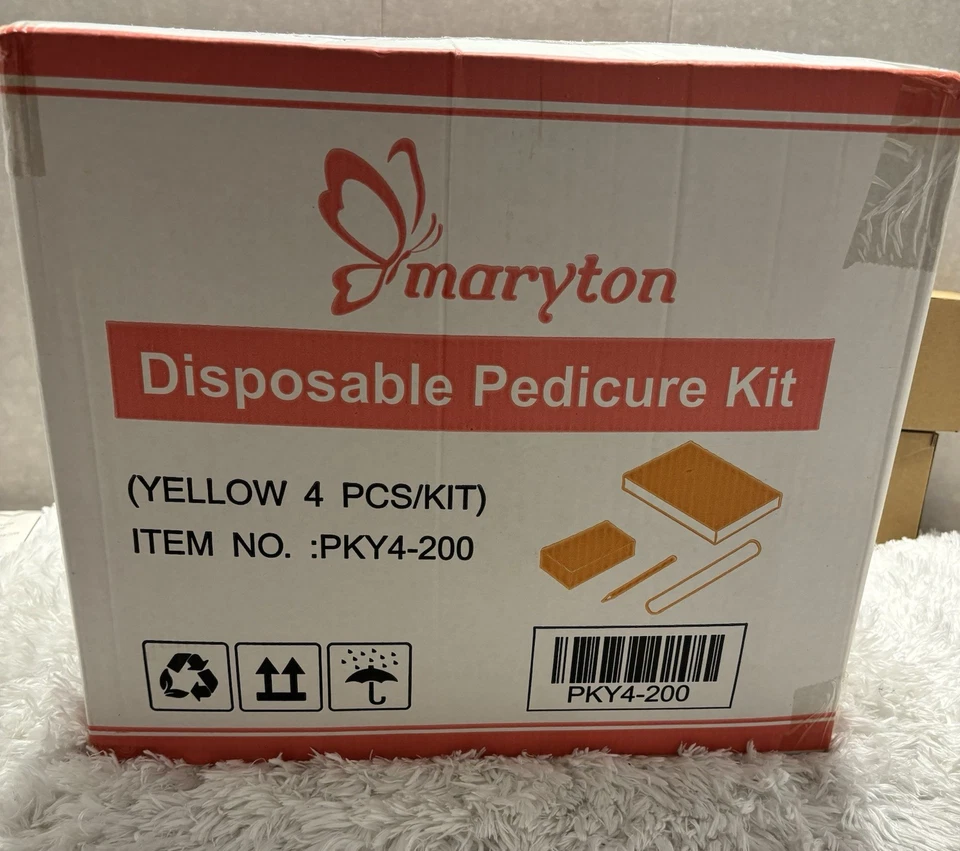 maryton
Disposable Pedicure Kit
(YELLOW 4 PCS/KIT)
ITEM NO. :PKY4-200
PKY4-200